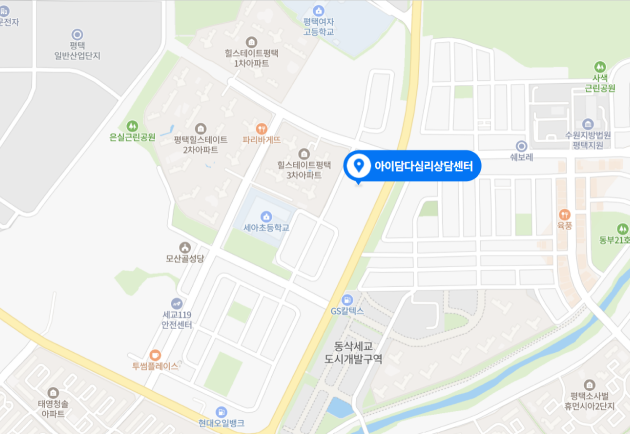 운전자
평택
일반산업단지
평택여자
고등학교
힐스테이트평택
1차아파트
사색
근린공원
은실근린공원
평택힐스테이트
2차아파트
파리바게뜨
수원지방법원
평택지원
쉐보레
힐스테이트평택
3차아파트
아이담다심리상담센터
세아초등학교
육풍
동부21호
모산골성당
세교119
안전센터
GS칼텍스
동삭세교
도시개발구역
투썸플레이스
태영청솔
아파트
현대오일뱅크
평택소사벌
휴먼시아2단지